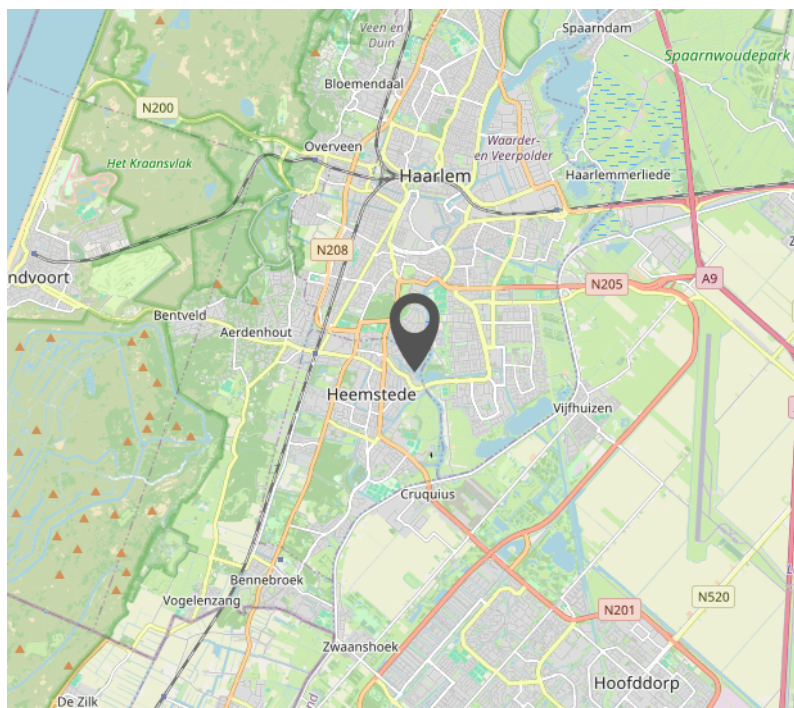 Veen en
Duin
Spaarndam
Spaarnwoudepark
Bloemendaal
N200
Overveen
Waarder-
en Veerpolder
Het Kraansvlak
Haarlem
Haarlemmerliede
N208
ndvoort
A9
N205
Bentveld
Aerdenhout
Heemstede
Vijfhuizen
Cruquius
Bennebroek
N520
Vogelenzang
N201
Zwaanshoek
Hoofddorp
De Zilk